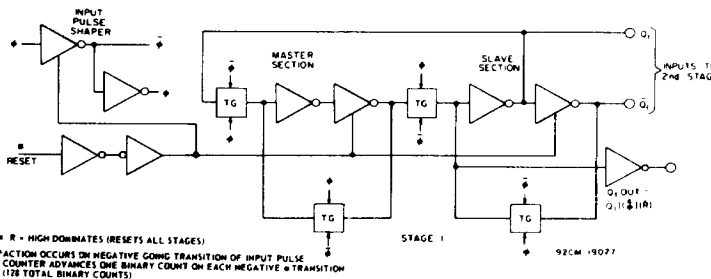 INPUT
PULSE
SHAPER
φ
φ̄
φ
RESET
MASTER
SECTION
SLAVE
SECTION
φ̄
TG
φ
φ
TG
φ̄
φ
TG
φ̄
φ̄
TG
φ
Q1
Q̄1
INPUTS T
2nd STAG
Q1 OUT =
STAGE I
92CM-19077
R = HIGH DOMINATES (RESETS ALL STAGES)
ACTION OCCURS ON NEGATIVE GOING TRANSITION OF INPUT PULSE
COUNTER ADVANCES ONE BINARY COUNT ON EACH NEGATIVE φ TRANSITION
(128 TOTAL BINARY COUNTS)